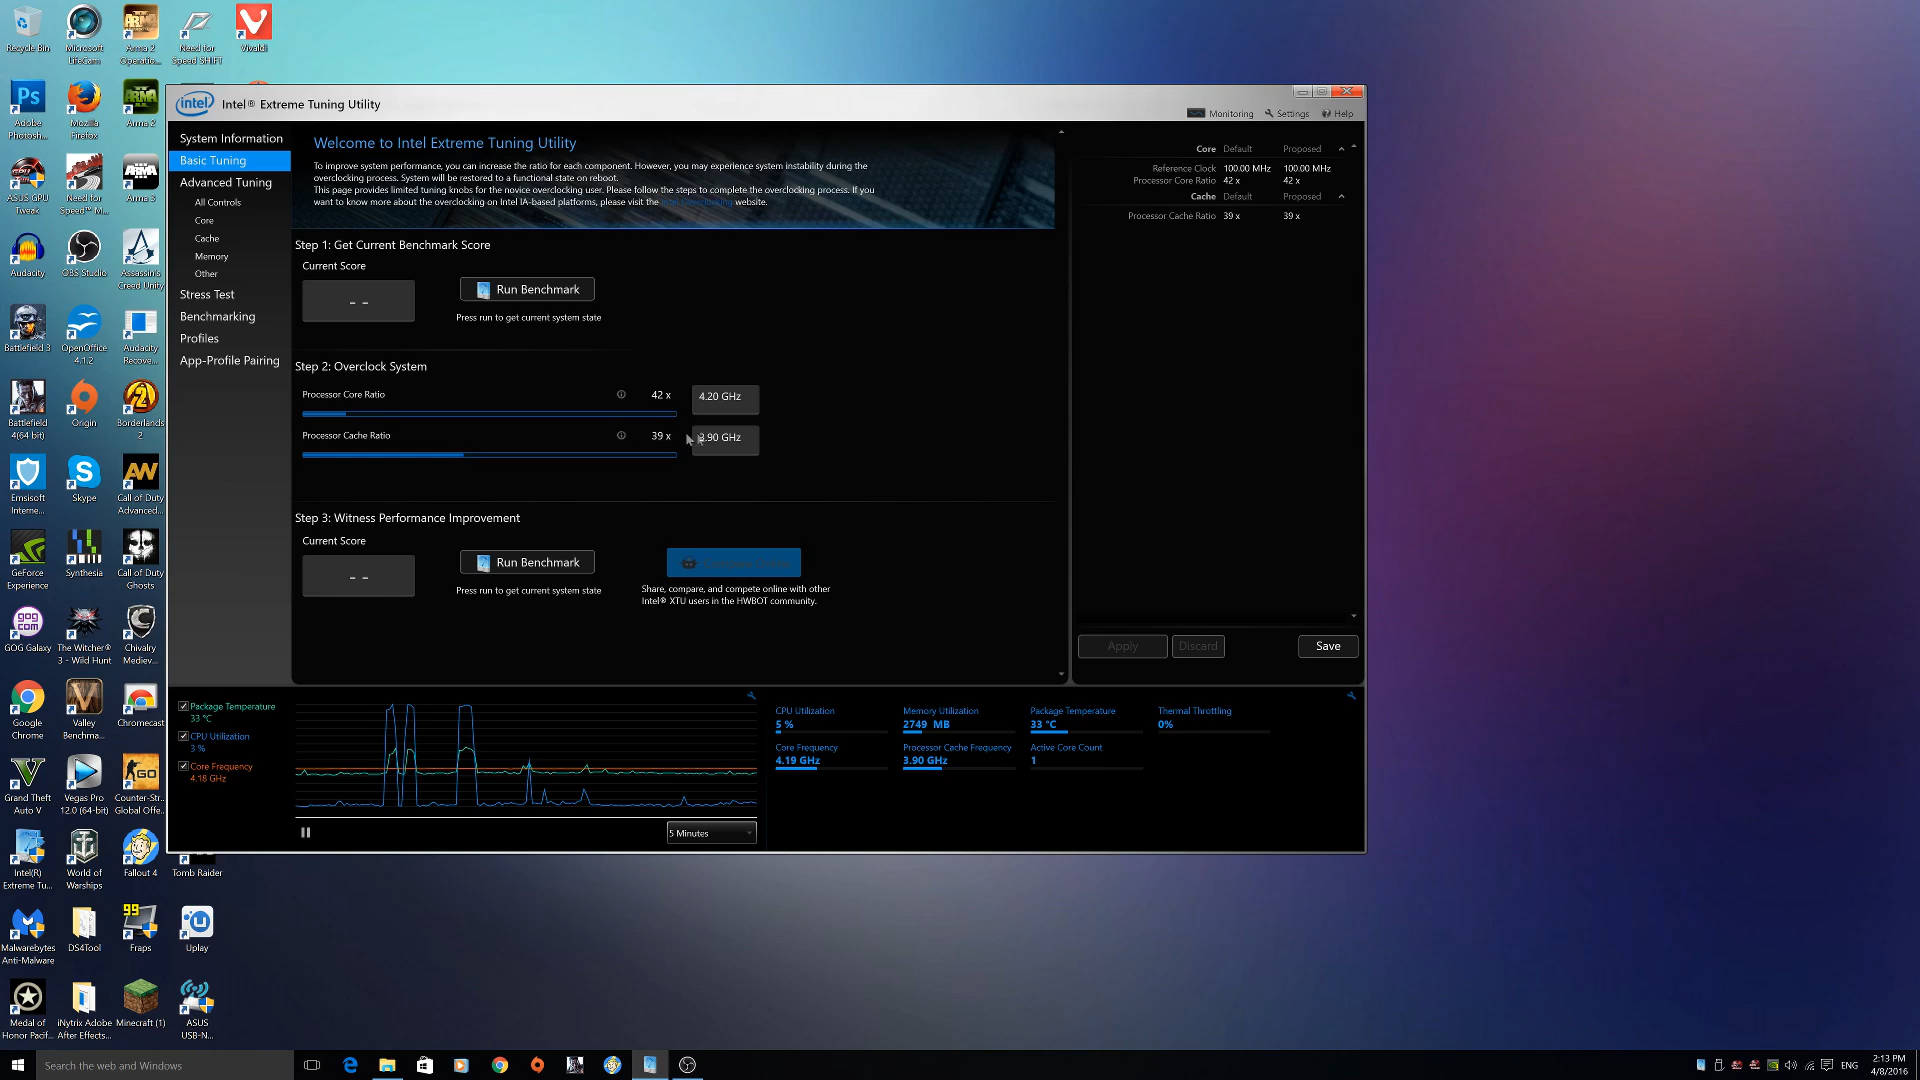 Recycle Bin
Microsoft LifeCam
Arma 2 Operatio...
Need for Speed SHIFT
Vivaldi
Adobe Photosh...
Mozilla Firefox
Arma 2
ASUS GPU Tweak
Need for Speed™ M...
Arma 3
Audacity
OBS Studio
Assassin's Creed Unity
Battlefield 3
OpenOffice 4.1.2
Audacity Recove...
Battlefield 4(64 bit)
Origin
Borderlands 2
Emsisoft Interne...
Skype
Call of Duty Advanced...
GeForce Experience
Synthesia
Call of Duty Ghosts
GOG Galaxy
The Witcher® 3 - Wild Hunt
Chivalry Mediev...
Google Chrome
Valley Benchma...
Chromecast
Grand Theft Auto V
Vegas Pro 12.0 (64-bit)
Counter-Str... Global Offe...
Intel(R) Extreme Tu...
World of Warships
Fallout 4
Tomb Raider
Malwarebytes Anti-Malware
DS4Tool
Fraps
Uplay
Medal of Honor Pacif...
iNytrix Adobe After Effects...
Minecraft (1)
ASUS USB-N...
intel
Intel® Extreme Tuning Utility
Monitoring
Settings
Help
System Information
Basic Tuning
Advanced Tuning
All Controls
Core
Cache
Memory
Other
Stress Test
Benchmarking
Profiles
App-Profile Pairing
Welcome to Intel Extreme Tuning Utility
To improve system performance, you can increase the ratio for each component. However, you may experience system instability during the
overclocking process. System will be restored to a functional state on reboot.
This page provides limited tuning knobs for the novice overclocking user. Please follow the steps to complete the overclocking process. If you
want to know more about the overclocking on Intel IA-based platforms, please visit the Intel Overclocking website.
Step 1: Get Current Benchmark Score
Current Score
- -
Run Benchmark
Press run to get current system state
Step 2: Overclock System
Processor Core Ratio 42 x 4.20 GHz
Processor Cache Ratio 39 x 3.90 GHz
Step 3: Witness Performance Improvement
Current Score
- -
Run Benchmark
Press run to get current system state
Share, compare, and compete online with other
Intel® XTU users in the HWBOT community.
Core Default Proposed
Reference Clock 100.00 MHz 100.00 MHz
Processor Core Ratio 42 x 42 x
Cache Default Proposed
Processor Cache Ratio 39 x 39 x
Apply
Discard
Save
Package Temperature
33 °C
CPU Utilization
3 %
Core Frequency
4.18 GHz
5 Minutes
CPU Utilization
5 %
Memory Utilization
2749 MB
Package Temperature
33 °C
Thermal Throttling
0%
Core Frequency
4.19 GHz
Processor Cache Frequency
3.90 GHz
Active Core Count
1
Search the web and Windows
ENG
2:13 PM
4/8/2016